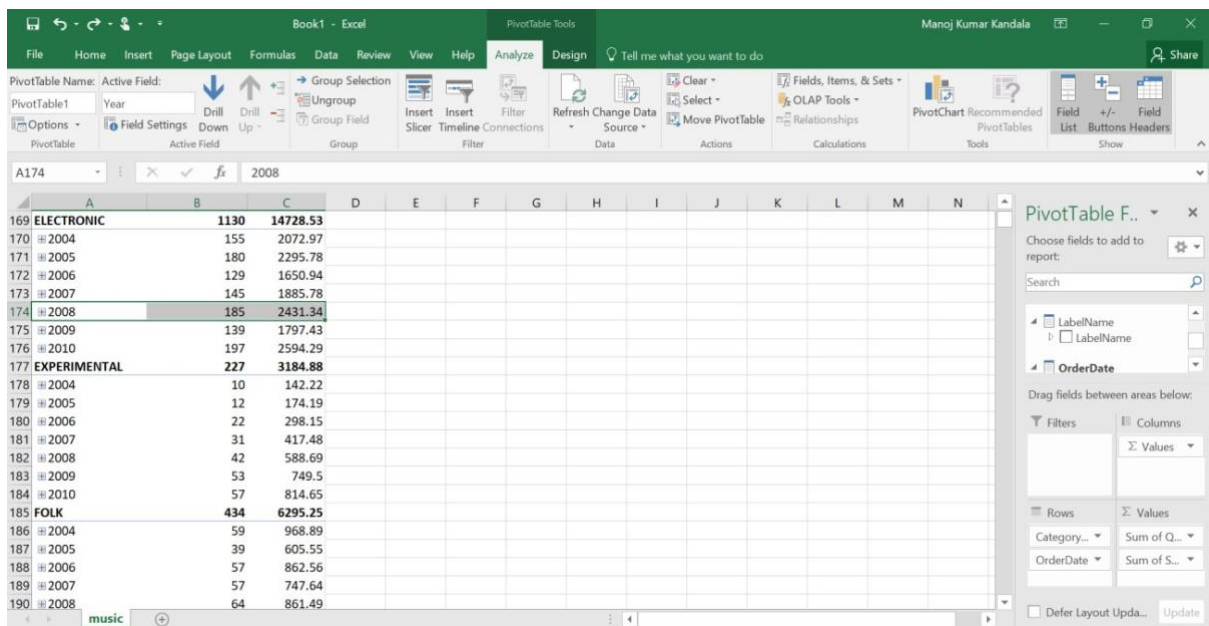 Book1 - Excel
PivotTable Tools
Manoj Kumar Kandala
File Home Insert Page Layout Formulas Data Review View Help Analyze Design Tell me what you want to do Share
PivotTable Name: Active Field:
PivotTable1 Year
Options Field Settings
Drill Down
Drill Up
Group Selection
Ungroup
Group Field
Insert Slicer
Insert Timeline
Filter Connections
Refresh
Change Data Source
Clear
Select
Move PivotTable
Fields, Items, & Sets
OLAP Tools
Relationships
PivotChart
Recommended PivotTables
Field List
+/- Buttons
Field Headers
PivotTable Active Field Group Filter Data Actions Calculations Tools Show
A174 fx 2008
A B C D E F G H I J K L M N
169 ELECTRONIC 1130 14728.53
170 2004 155 2072.97
171 2005 180 2295.78
172 2006 129 1650.94
173 2007 145 1885.78
174 2008 185 2431.34
175 2009 139 1797.43
176 2010 197 2594.29
177 EXPERIMENTAL 227 3184.88
178 2004 10 142.22
179 2005 12 174.19
180 2006 22 298.15
181 2007 31 417.48
182 2008 42 588.69
183 2009 53 749.5
184 2010 57 814.65
185 FOLK 434 6295.25
186 2004 59 968.89
187 2005 39 605.55
188 2006 57 862.56
189 2007 57 747.64
190 2008 64 861.49
music
PivotTable F..
Choose fields to add to
report:
Search
LabelName
LabelName
OrderDate
Drag fields between areas below:
Filters Columns
Σ Values
Rows Σ Values
Category... Sum of Q...
OrderDate Sum of S...
Defer Layout Upda... Update